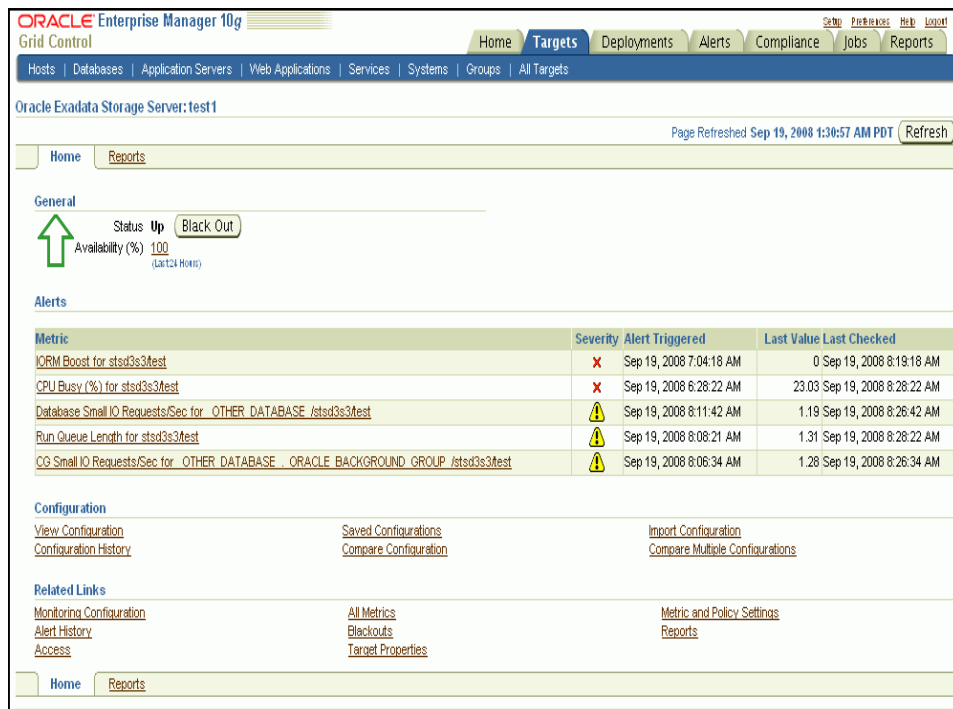 ORACLE Enterprise Manager 10g
Grid Control
Setup Preferences Help Logout
Home Targets Deployments Alerts Compliance Jobs Reports
Hosts | Databases | Application Servers | Web Applications | Services | Systems | Groups | All Targets
Oracle Exadata Storage Server: test1
Page Refreshed Sep 19, 2008 1:30:57 AM PDT Refresh
Home Reports
General
Status Up Black Out
Availability (%) 100
(Last 24 Hours)
Alerts
Metric Severity Alert Triggered Last Value Last Checked
IORM Boost for stsd3s3/test Sep 19, 2008 7:04:18 AM 0 Sep 19, 2008 8:19:18 AM
CPU Busy (%) for stsd3s3/test Sep 19, 2008 6:28:22 AM 23.03 Sep 19, 2008 8:28:22 AM
Database Small IO Requests/Sec for _OTHER_DATABASE_/stsd3s3/test Sep 19, 2008 8:11:42 AM 1.19 Sep 19, 2008 8:26:42 AM
Run Queue Length for stsd3s3/test Sep 19, 2008 8:08:21 AM 1.31 Sep 19, 2008 8:28:22 AM
CG Small IO Requests/Sec for _OTHER_DATABASE_._ORACLE_BACKGROUND_GROUP_/stsd3s3/test Sep 19, 2008 8:06:34 AM 1.28 Sep 19, 2008 8:26:34 AM
Configuration
View Configuration Saved Configurations Import Configuration
Configuration History Compare Configuration Compare Multiple Configurations
Related Links
Monitoring Configuration All Metrics Metric and Policy Settings
Alert History Blackouts Reports
Access Target Properties
Home Reports